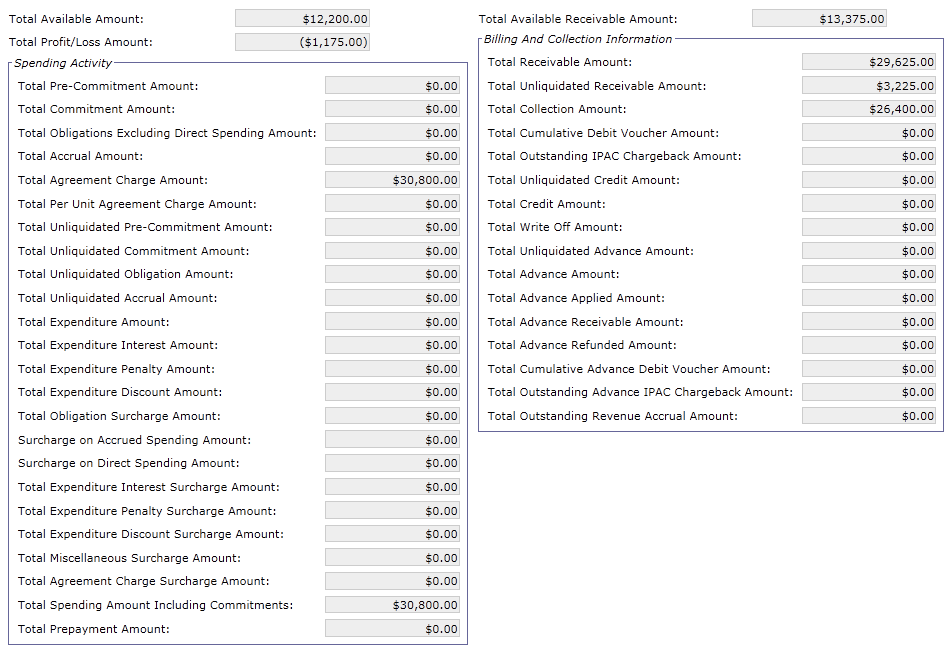 Total Available Amount: $12,200.00
Total Profit/Loss Amount: ($1,175.00)
Spending Activity
Total Pre-Commitment Amount: $0.00
Total Commitment Amount: $0.00
Total Obligations Excluding Direct Spending Amount: $0.00
Total Accrual Amount: $0.00
Total Agreement Charge Amount: $30,800.00
Total Per Unit Agreement Charge Amount: $0.00
Total Unliquidated Pre-Commitment Amount: $0.00
Total Unliquidated Commitment Amount: $0.00
Total Unliquidated Obligation Amount: $0.00
Total Unliquidated Accrual Amount: $0.00
Total Expenditure Amount: $0.00
Total Expenditure Interest Amount: $0.00
Total Expenditure Penalty Amount: $0.00
Total Expenditure Discount Amount: $0.00
Total Obligation Surcharge Amount: $0.00
Surcharge on Accrued Spending Amount: $0.00
Surcharge on Direct Spending Amount: $0.00
Total Expenditure Interest Surcharge Amount: $0.00
Total Expenditure Penalty Surcharge Amount: $0.00
Total Expenditure Discount Surcharge Amount: $0.00
Total Miscellaneous Surcharge Amount: $0.00
Total Agreement Charge Surcharge Amount: $0.00
Total Spending Amount Including Commitments: $30,800.00
Total Prepayment Amount: $0.00
Total Available Receivable Amount: $13,375.00
Billing And Collection Information
Total Receivable Amount: $29,625.00
Total Unliquidated Receivable Amount: $3,225.00
Total Collection Amount: $26,400.00
Total Cumulative Debit Voucher Amount: $0.00
Total Outstanding IPAC Chargeback Amount: $0.00
Total Unliquidated Credit Amount: $0.00
Total Credit Amount: $0.00
Total Write Off Amount: $0.00
Total Unliquidated Advance Amount: $0.00
Total Advance Amount: $0.00
Total Advance Applied Amount: $0.00
Total Advance Receivable Amount: $0.00
Total Advance Refunded Amount: $0.00
Total Cumulative Advance Debit Voucher Amount: $0.00
Total Outstanding Advance IPAC Chargeback Amount: $0.00
Total Outstanding Revenue Accrual Amount: $0.00